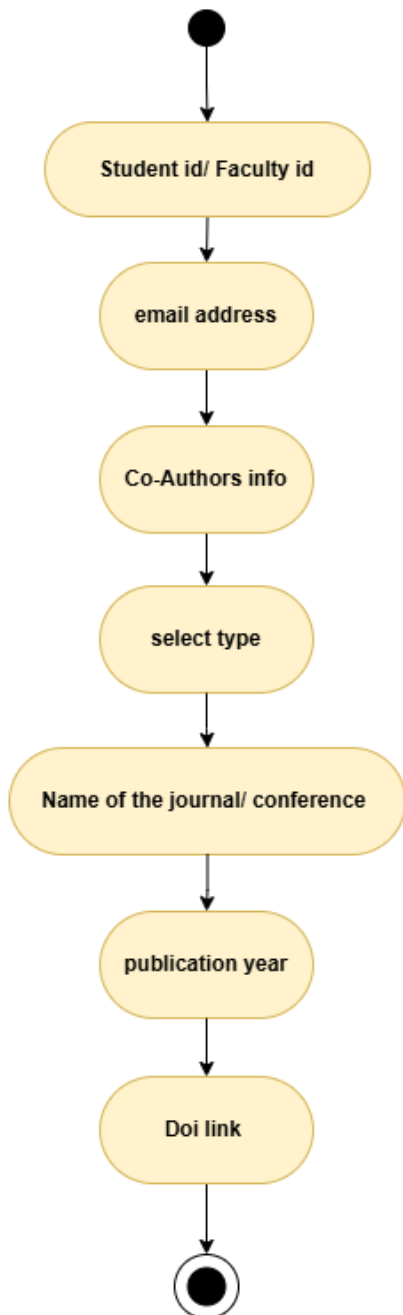 Student id/ Faculty id
email address
Co-Authors info
select type
Name of the journal/ conference
publication year
Doi link